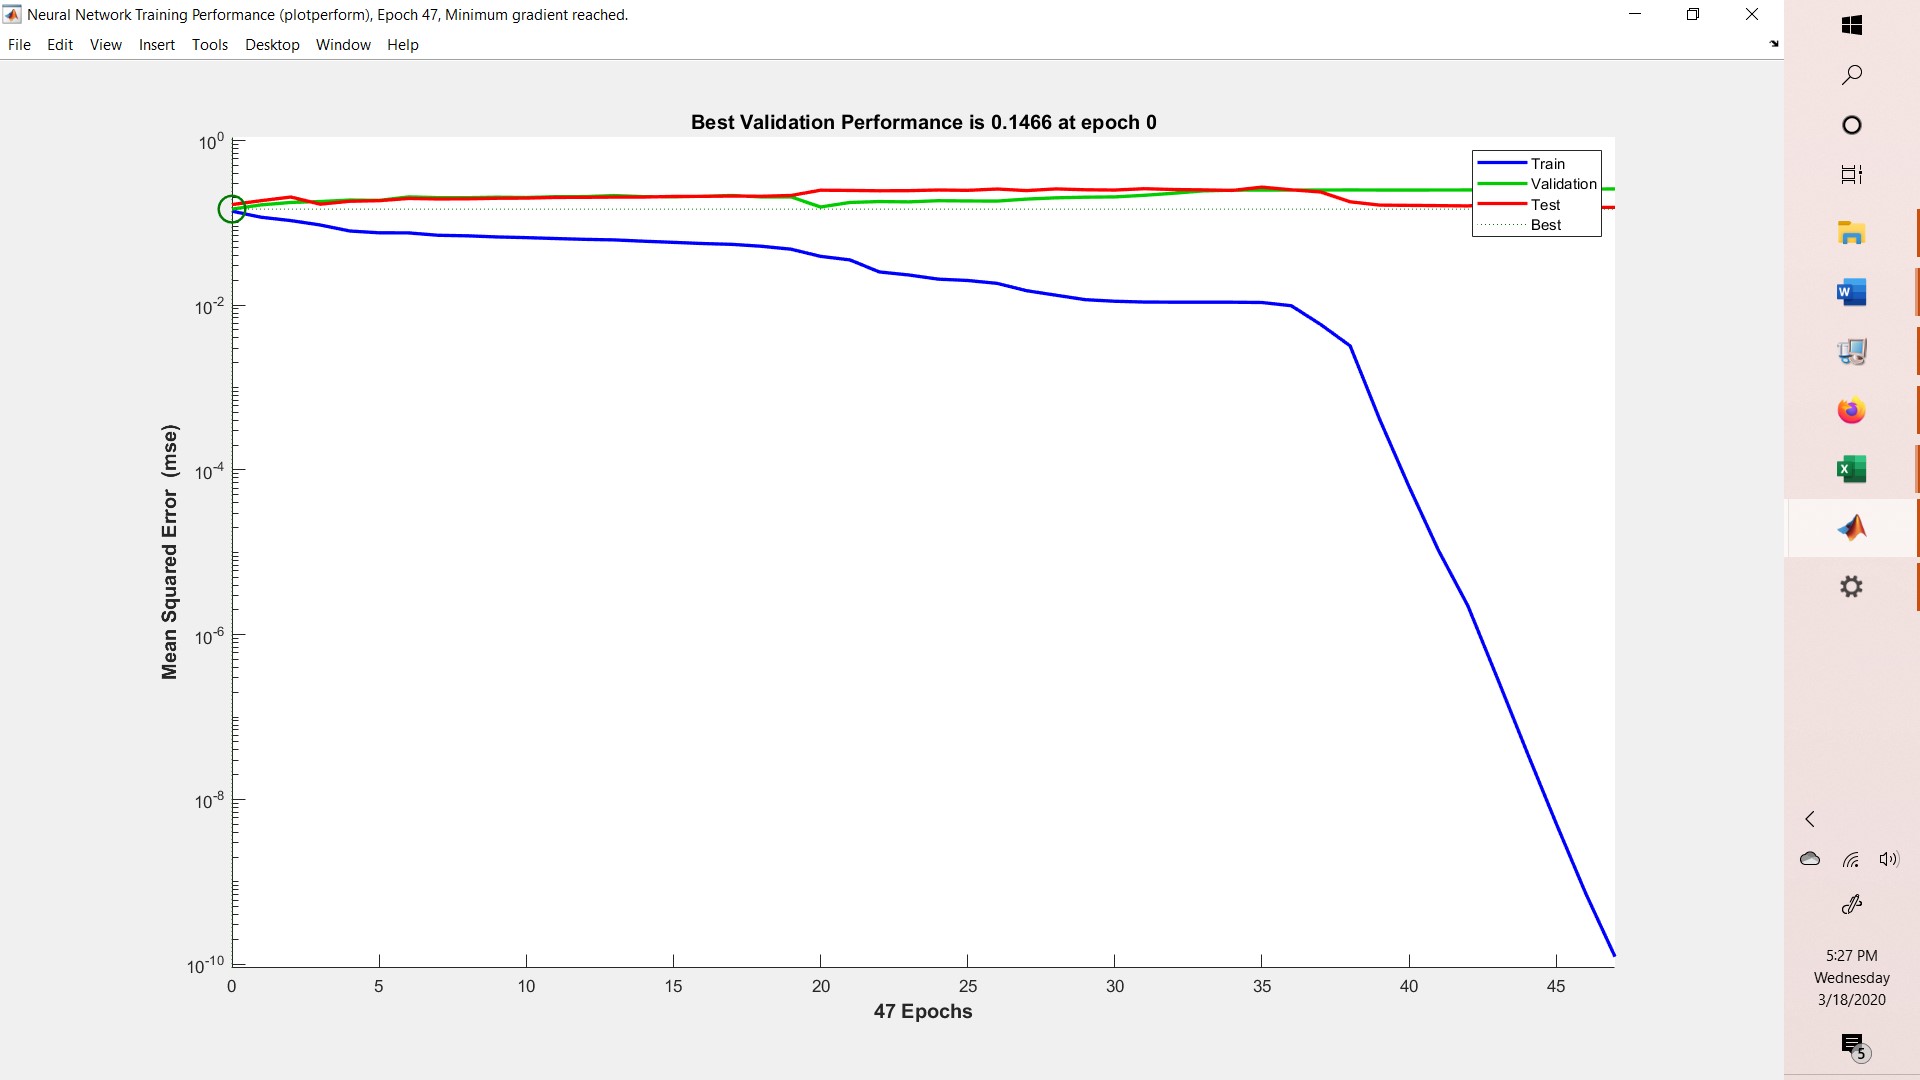 Neural Network Training Performance (plotperform), Epoch 47, Minimum gradient reached.
File Edit View Insert Tools Desktop Window Help
Best Validation Performance is 0.1466 at epoch 0
10^0
10^-2
10^-4
10^-6
10^-8
10^-10
Mean Squared Error (mse)
Train
Validation
Test
Best
0 5 10 15 20 25 30 35 40 45
47 Epochs
W
X
5:27 PM
Wednesday
3/18/2020
5